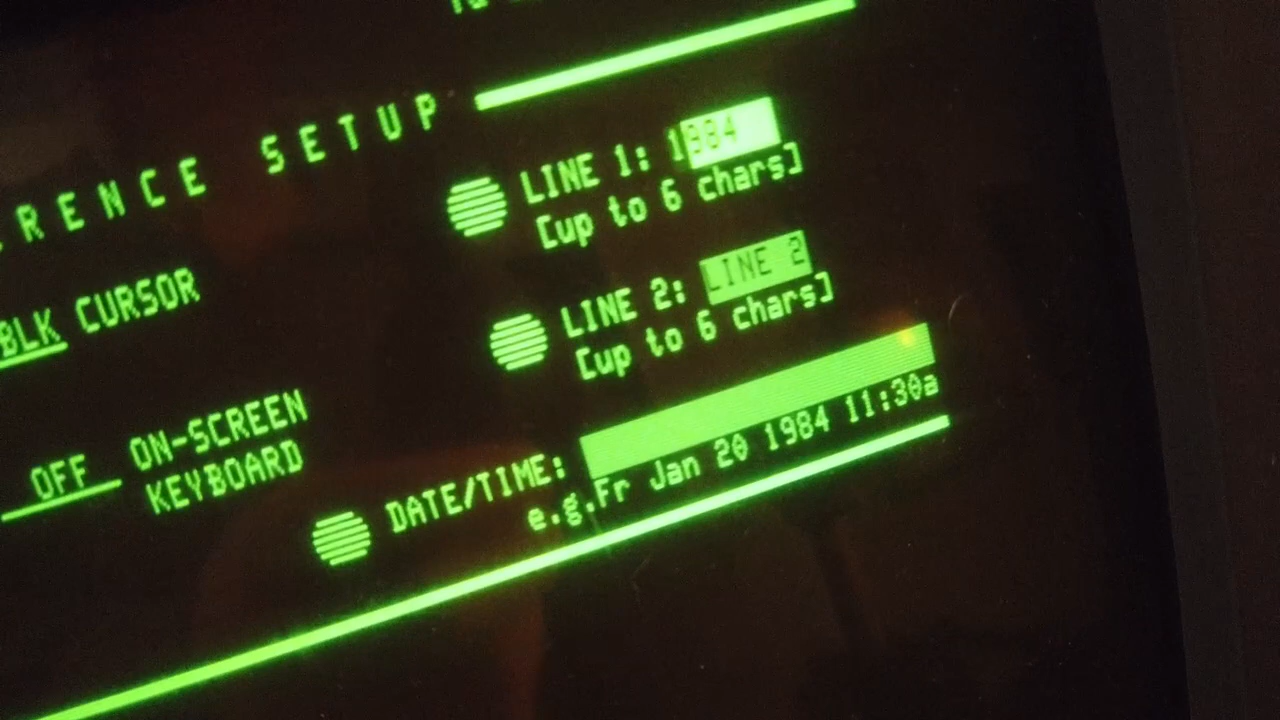 RENCE SETUP
LINE 1: 1984
[up to 6 chars]
BLK CURSOR
LINE 2: LINE 2
[up to 6 chars]
OFF ON-SCREEN
KEYBOARD
DATE/TIME:
e.g.Fr Jan 20 1984 11:30a